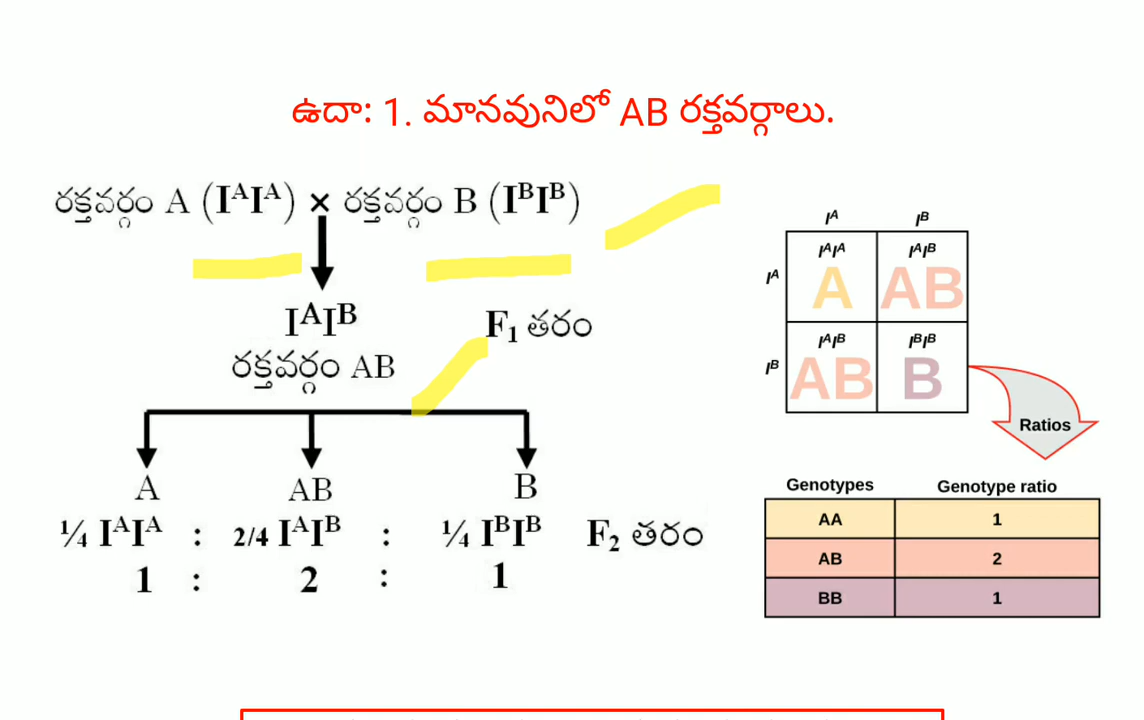 ఉదా: 1. మానవునిలో AB రక్తవర్గాలు.
రక్తవర్గం A (IᴬIᴬ) × రక్తవర్గం B (IᴮIᴮ)
IᴬIᴮ F₁ తరం
రక్తవర్గం AB
A AB B
¼ IᴬIᴬ : 2/4 IᴬIᴮ : ¼ IᴮIᴮ F₂ తరం
1 : 2 : 1
Iᴬ Iᴮ
Iᴬ IᴬIᴬ IᴬIᴮ
A AB
Iᴮ IᴬIᴮ IᴮIᴮ
AB B
Ratios
Genotypes Genotype ratio
AA 1
AB 2
BB 1